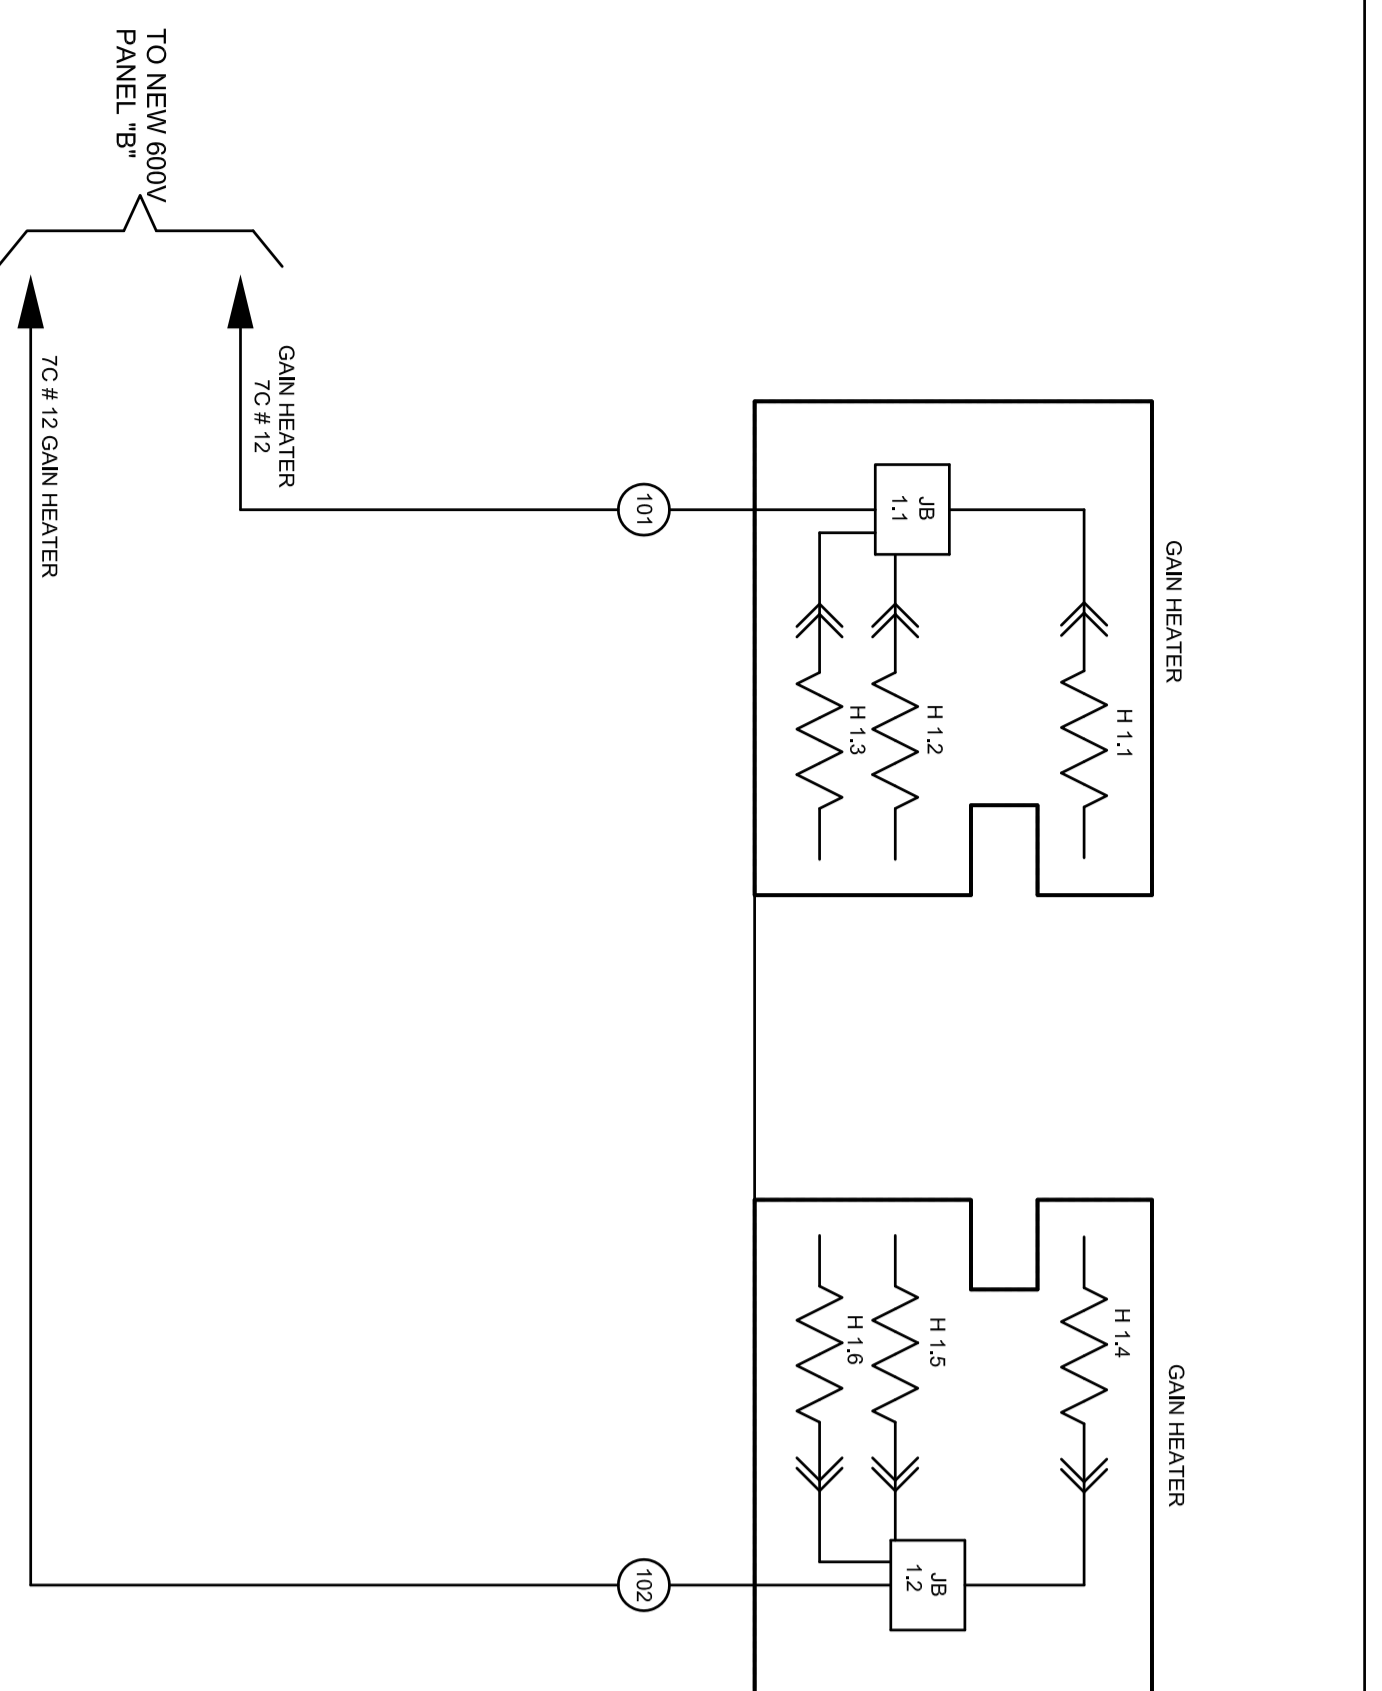 GAIN HEATER
GAIN HEATER
H 1.1
H 1.4
JB
1.1
H 1.2
H 1.3
H 1.5
H 1.6
JB
1.2
101
102
GAIN HEATER
7C # 12
TO NEW 600V
PANEL "B"
7C # 12 GAIN HEATER